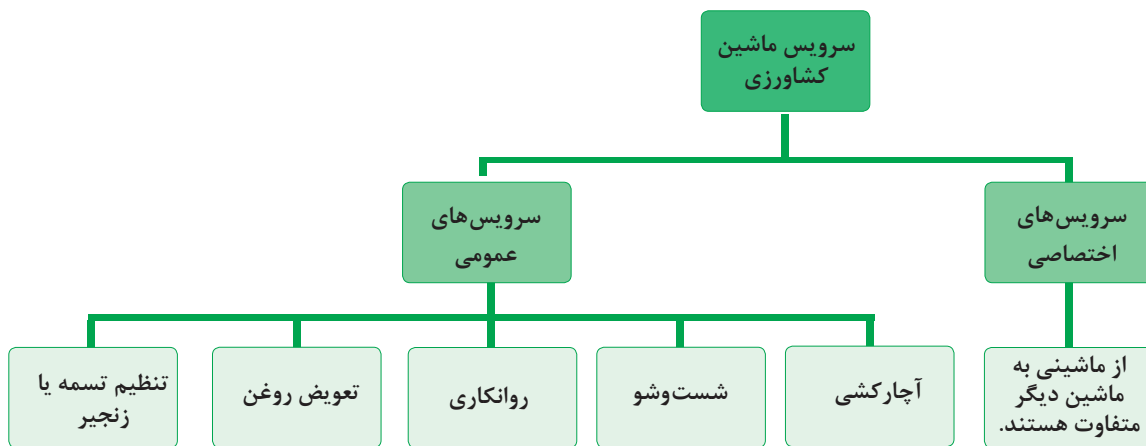 سرویس ماشین
کشاورزی
سرویس‌های
اختصاصی
سرویس‌های
عمومی
از ماشینی به
ماشین دیگر
متفاوت هستند.
آچارکشی
شست‌وشو
روانکاری
تعویض روغن
تنظیم تسمه یا
زنجیر